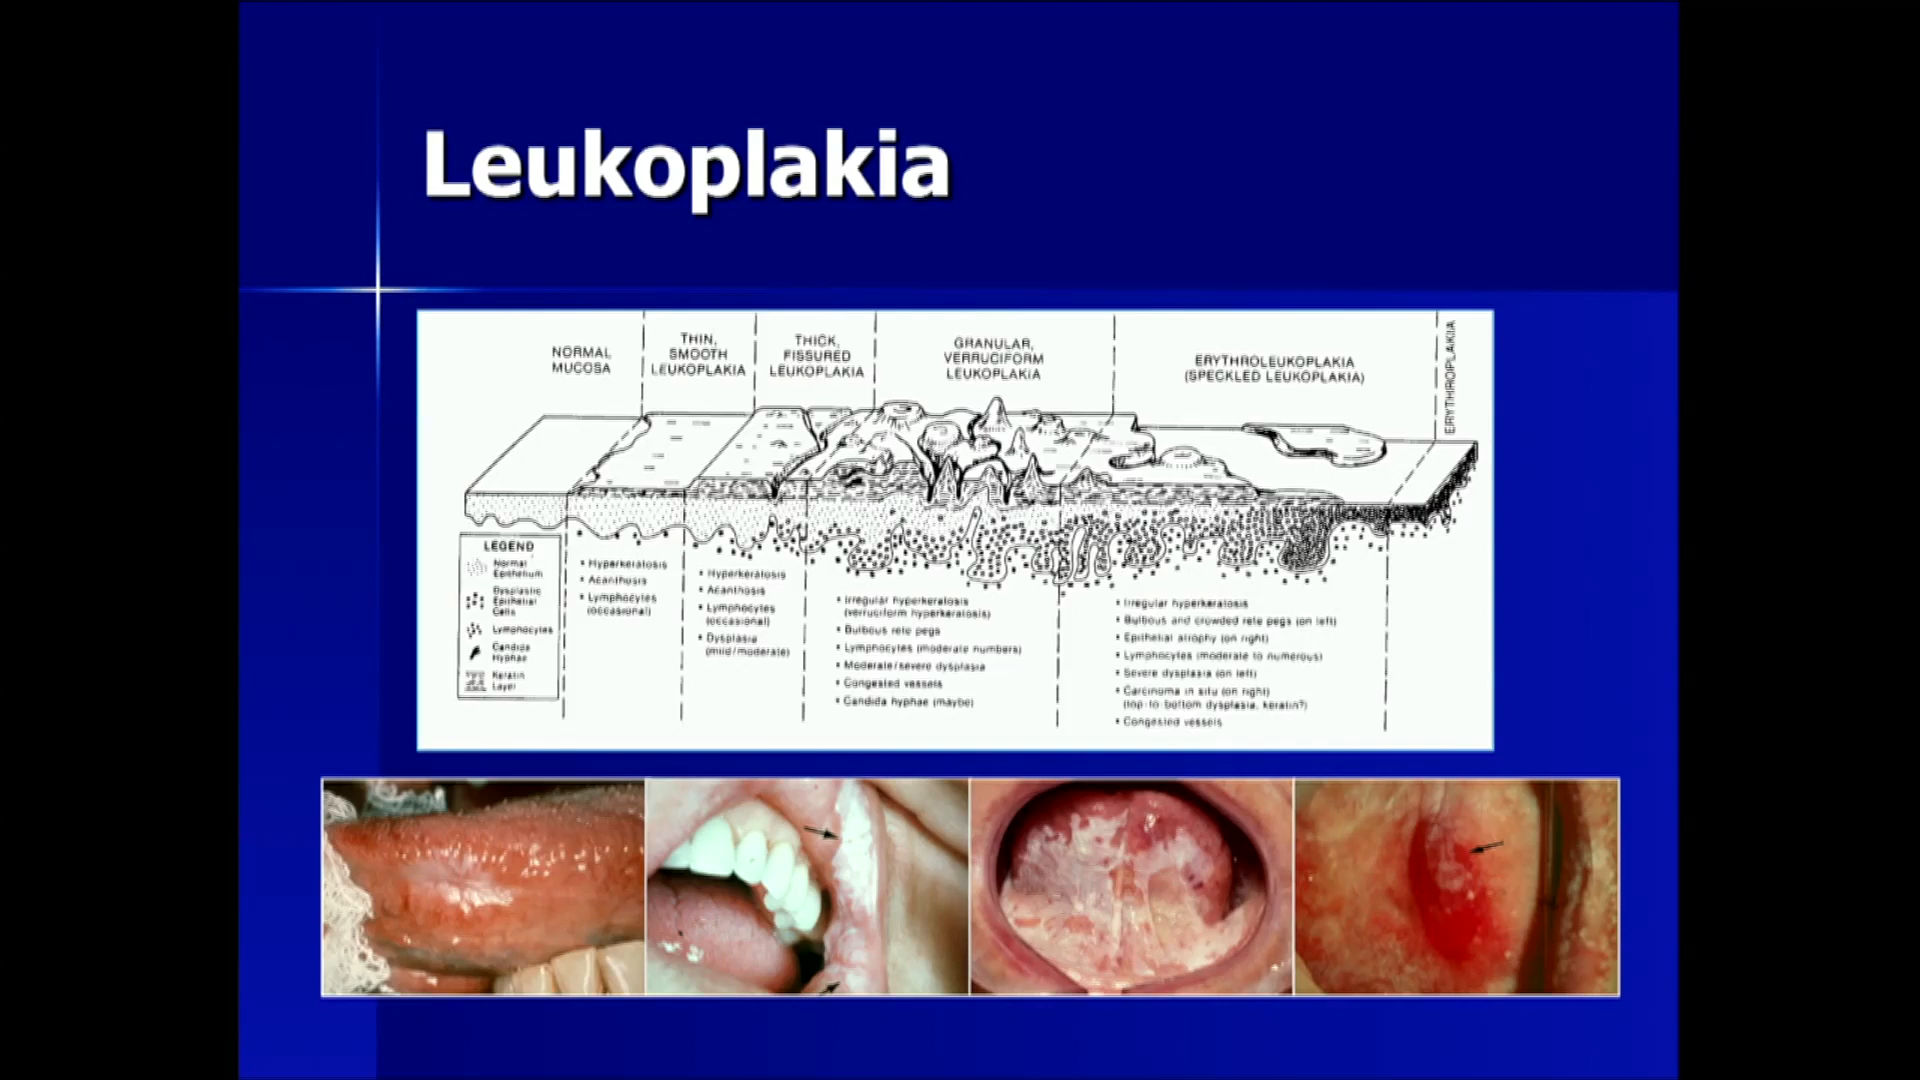 Leukoplakia
NORMAL
MUCOSA
THIN,
SMOOTH
LEUKOPLAKIA
THICK,
FISSURED
LEUKOPLAKIA
GRANULAR,
VERRUCIFORM
LEUKOPLAKIA
ERYTHROLEUKOPLAKIA
(SPECKLED LEUKOPLAKIA)
ERYTHROPLAKIA
LEGEND
Normal
Epithelium
Dysplastic
Epithelial
Cells
Lymphocytes
Candida
Hyphae
Keratin
Layer
• Hyperkeratosis
• Acanthosis
• Lymphocytes
(occasional)
• Hyperkeratosis
• Acanthosis
• Lymphocytes
(occasional)
• Dysplasia
(mild/moderate)
• Irregular hyperkeratosis
(verruciform hyperkeratosis)
• Bulbous rete pegs
• Lymphocytes (moderate numbers)
• Moderate/severe dysplasia
• Congested vessels
• Candida hyphae (maybe)
• Irregular hyperkeratosis
• Bulbous and crowded rete pegs (on left)
• Epithelial atrophy (on right)
• Lymphocytes (moderate to numerous)
• Severe dysplasia (on left)
• Carcinoma in situ (on right)
(top-to-bottom dysplasia, keratin?)
• Congested vessels